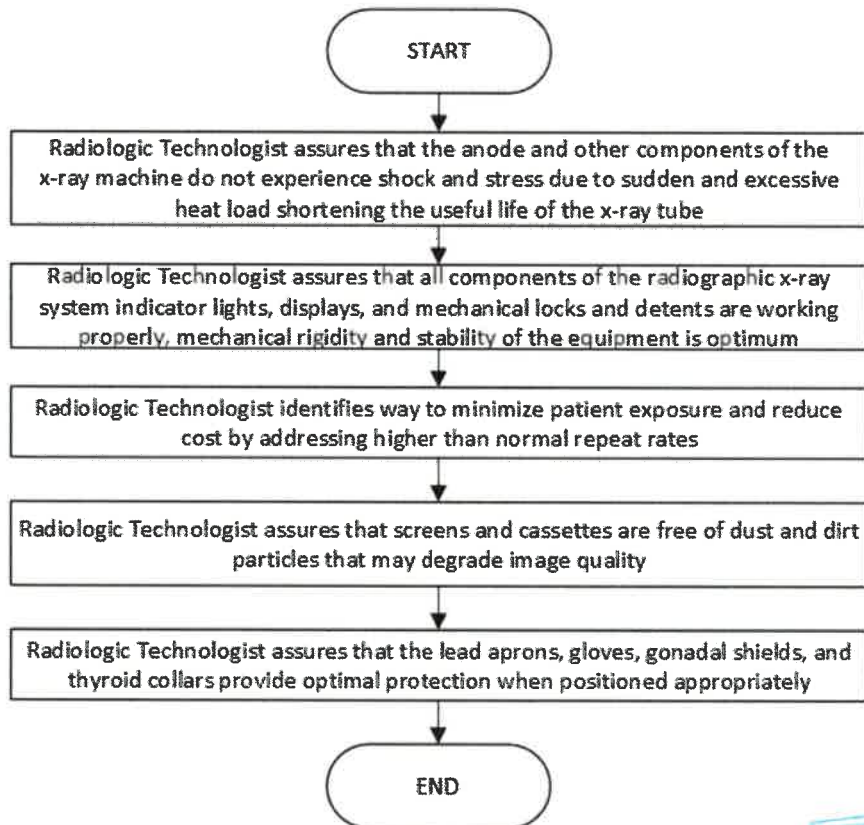 START
Radiologic Technologist assures that the anode and other components of the
x-ray machine do not experience shock and stress due to sudden and excessive
heat load shortening the useful life of the x-ray tube
Radiologic Technologist assures that all components of the radiographic x-ray
system indicator lights, displays, and mechanical locks and detents are working
properly, mechanical rigidity and stability of the equipment is optimum
Radiologic Technologist identifies way to minimize patient exposure and reduce
cost by addressing higher than normal repeat rates
Radiologic Technologist assures that screens and cassettes are free of dust and dirt
particles that may degrade image quality
Radiologic Technologist assures that the lead aprons, gloves, gonadal shields, and
thyroid collars provide optimal protection when positioned appropriately
END